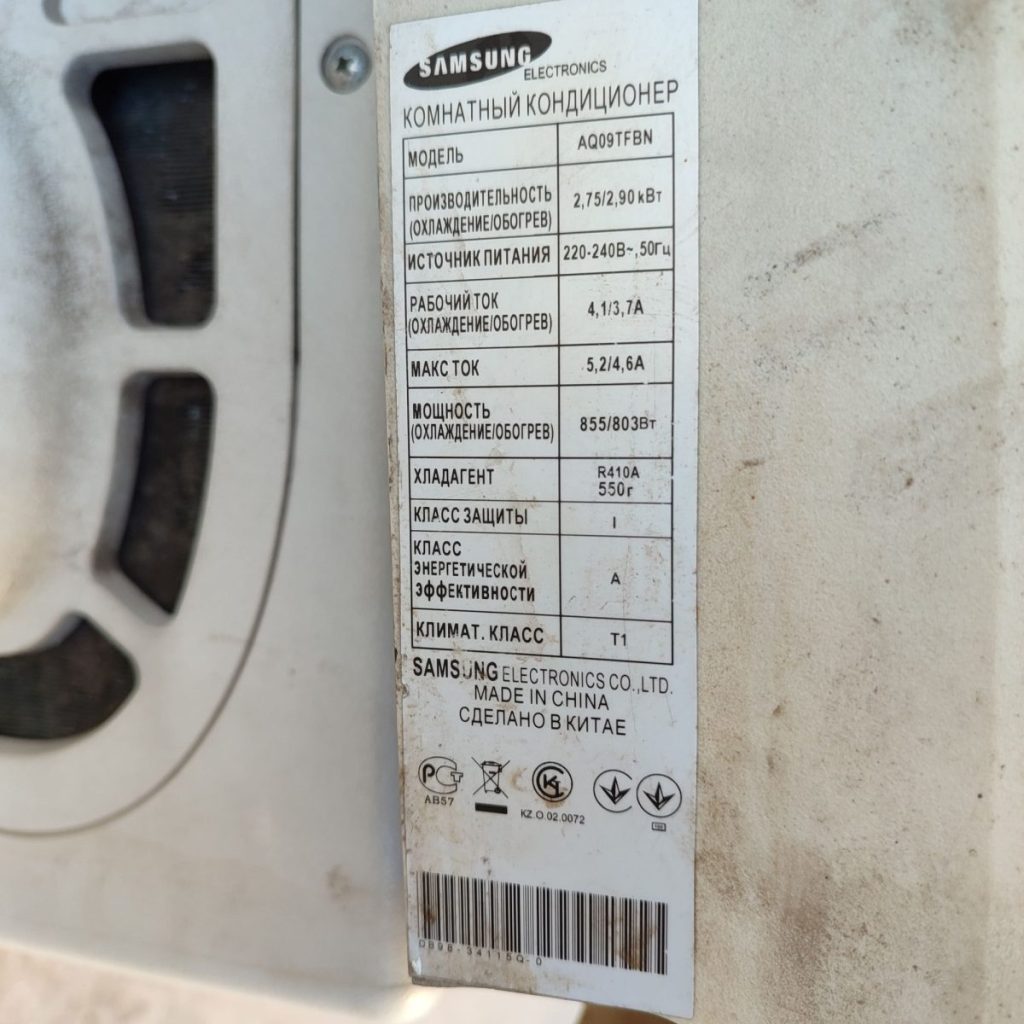 SAMSUNG ELECTRONICS
КОМНАТНЫЙ КОНДИЦИОНЕР
МОДЕЛЬ AQ09TFBN
ПРОИЗВОДИТЕЛЬНОСТЬ
(ОХЛАЖДЕНИЕ/ОБОГРЕВ) 2,75/2,90 кВт
ИСТОЧНИК ПИТАНИЯ 220-240В~,50Гц
РАБОЧИЙ ТОК
(ОХЛАЖДЕНИЕ/ОБОГРЕВ) 4,1/3,7А
МАКС ТОК 5,2/4,6А
МОЩНОСТЬ
(ОХЛАЖДЕНИЕ/ОБОГРЕВ) 855/803Вт
ХЛАДАГЕНТ R410A
550г
КЛАСС ЗАЩИТЫ I
КЛАСС
ЭНЕРГЕТИЧЕСКОЙ
ЭФФЕКТИВНОСТИ A
КЛИМАТ. КЛАСС T1
SAMSUNG ELECTRONICS CO.,LTD.
MADE IN CHINA
СДЕЛАНО В КИТАЕ
АВ57
KZ.O.02.0072
DB98-34115Q-0